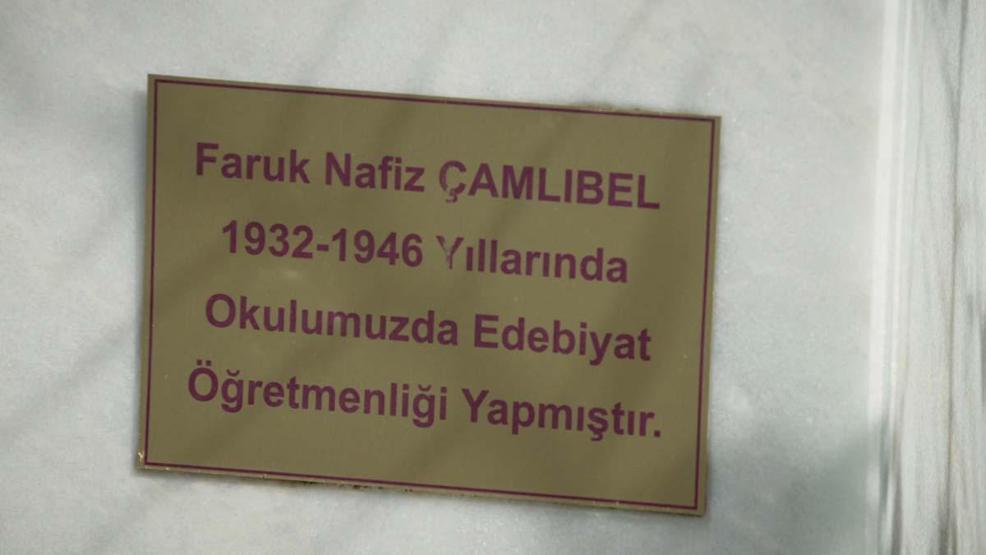 Faruk Nafiz ÇAMLIBEL
1932-1946 Yıllarında
Okulumuzda Edebiyat
Öğretmenliği Yapmıştır.